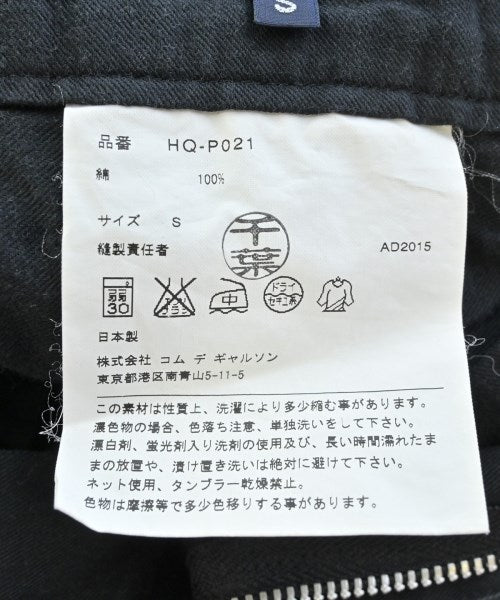 S
品番 HQ-P021
綿 100%
サイズ S
千葉
縫製責任者 AD2015
弱 30 中 ドライ セキユ系
日本製
株式会社 コム デ ギャルソン
東京都港区南青山5-11-5
この素材は性質上、洗濯により多少縮む事があります。
濃色物の場合、色落ち注意、単独洗いをして下さい。
漂白剤、蛍光剤入り洗剤の使用及び、長い時間濡れたま
まの放置や、漬け置き洗いは絶対に避けて下さい。
ネット使用、タンブラー乾燥禁止。
色物は摩擦等で多少色移りする事があります。